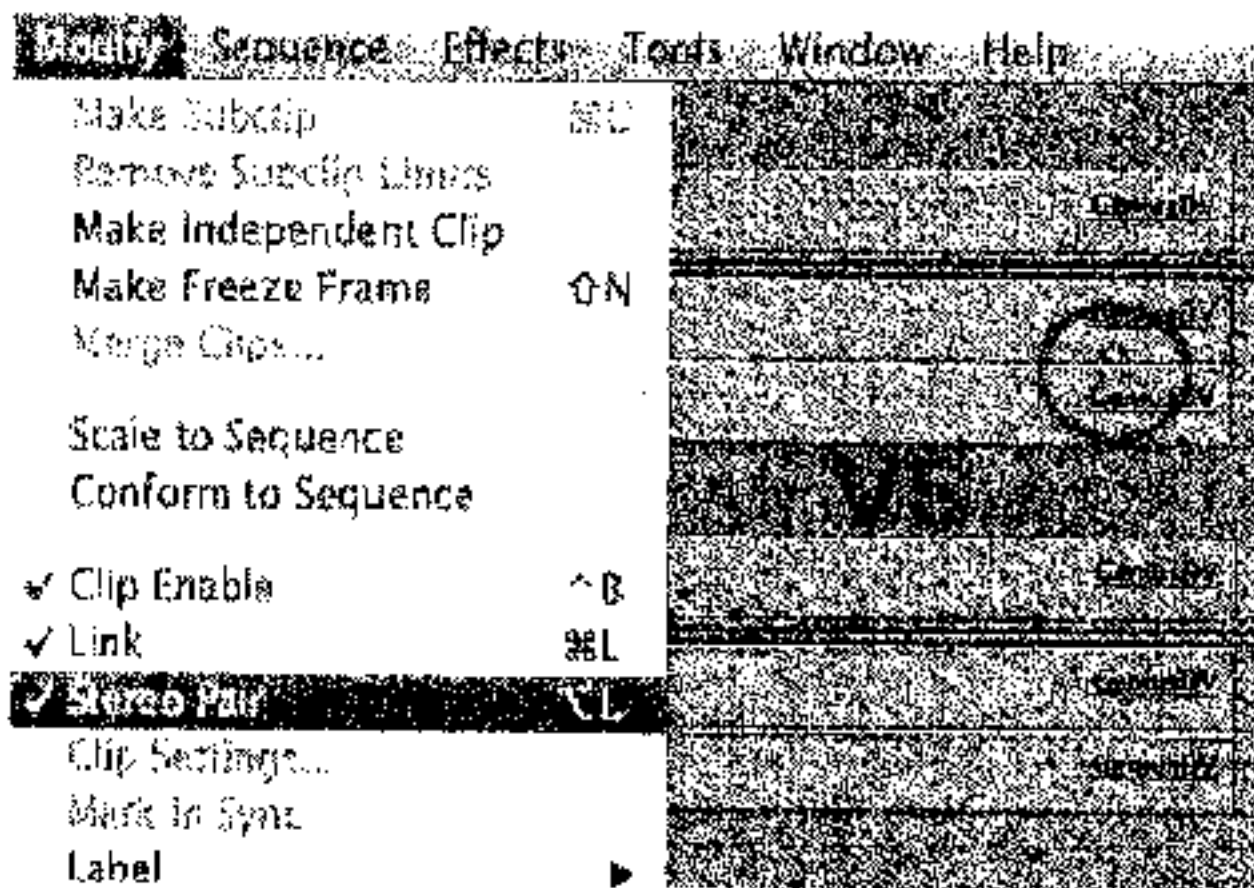 Modify Sequence Effects Tools Window Help
Make Subclip ⌘U
Remove Subclip Limits
Make Independent Clip
Make Freeze Frame ⇧N
Merge Clips...
Scale to Sequence
Conform to Sequence
VS
✓ Clip Enable ^B
✓ Link ⌘L
✓ Stereo Pair ⌥L
Clip Settings...
Mark in Sync
Label ▶